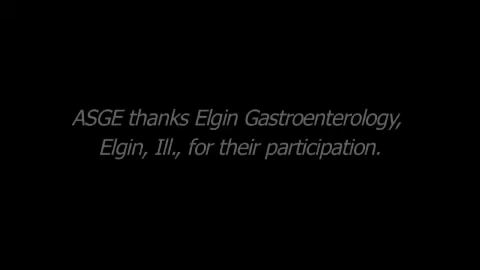 ASGE thanks Elgin Gastroenterology,
Elgin, Ill., for their participation.